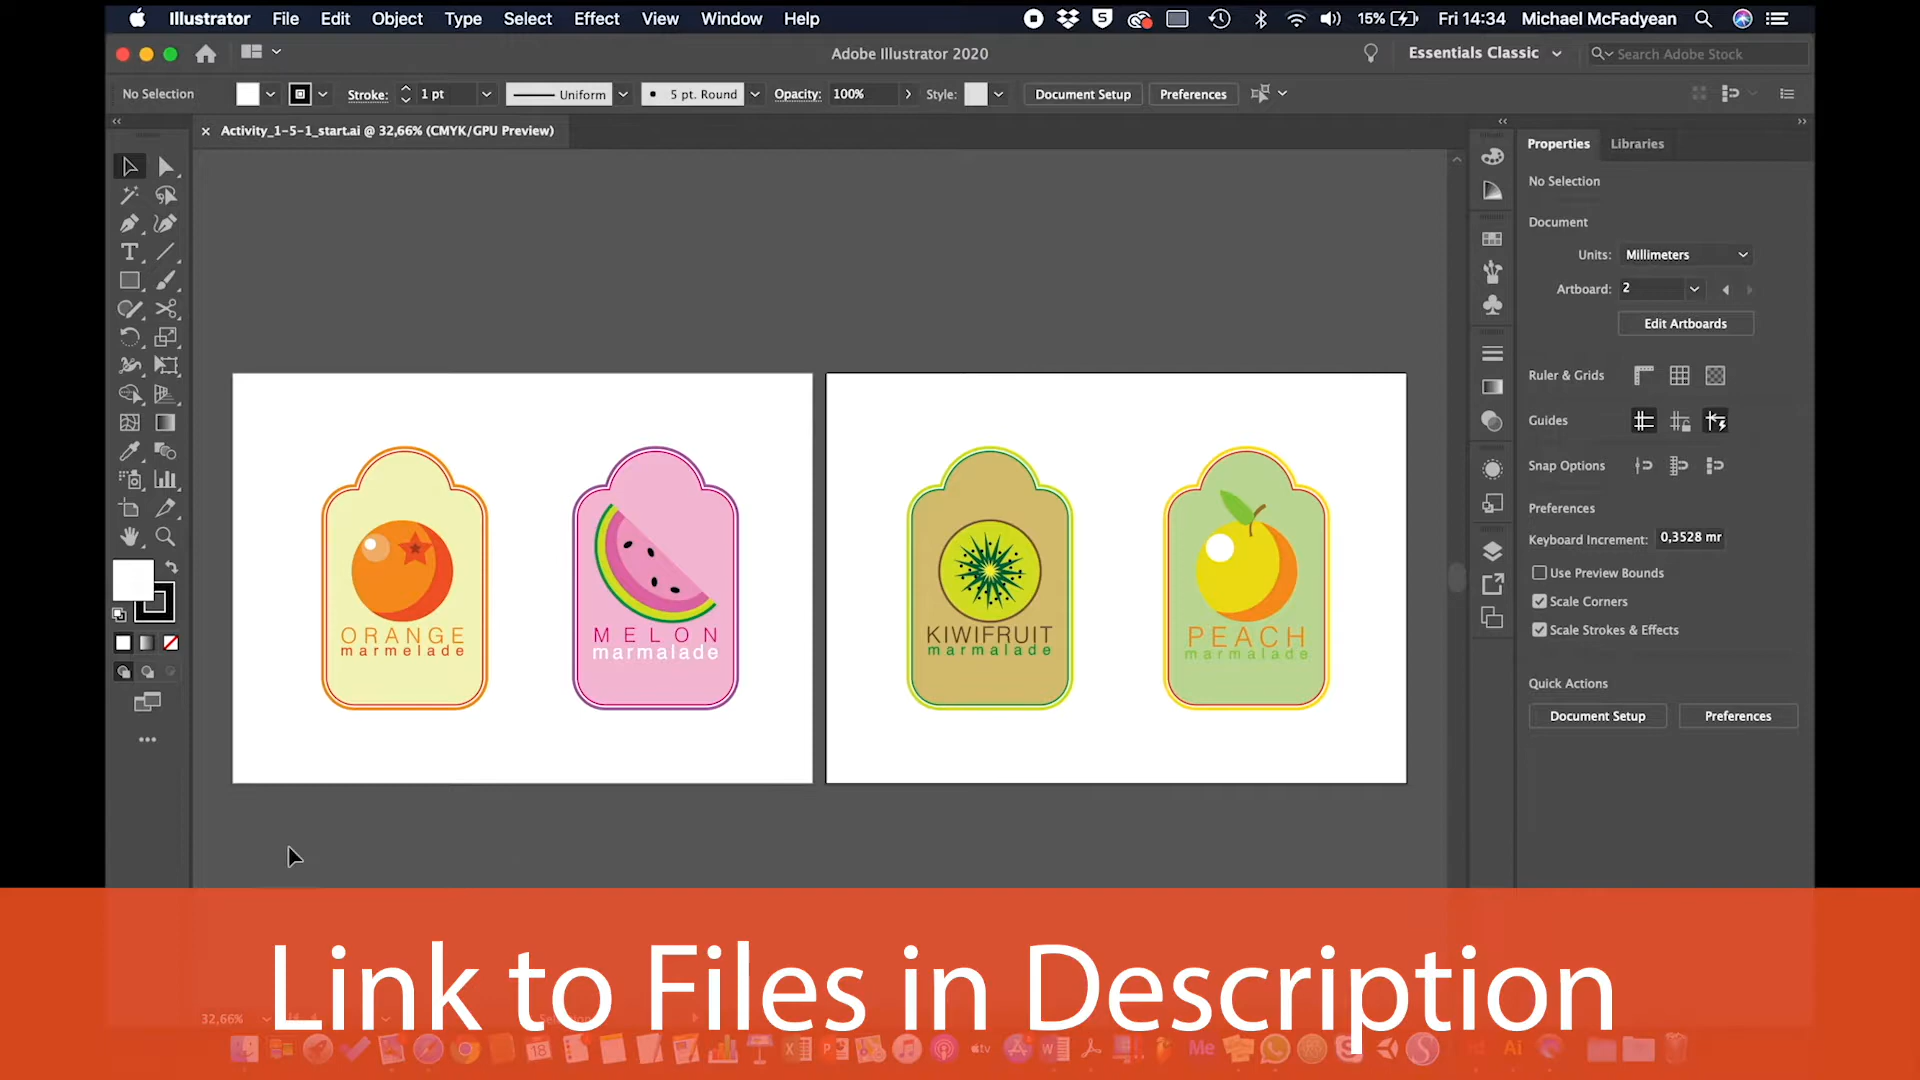 Illustrator File Edit Object Type Select Effect View Window Help
15% Fri 14:34 Michael McFadyean
Adobe Illustrator 2020
Essentials Classic
Search Adobe Stock
No Selection
Stroke: 1 pt
Uniform
5 pt. Round
Opacity: 100%
Style:
Document Setup
Preferences
Activity_1-5-1_start.ai @ 32,66% (CMYK/GPU Preview)
Properties Libraries
No Selection
Document
Units: Millimeters
Artboard: 2
Edit Artboards
Ruler & Grids
Guides
Snap Options
Preferences
Keyboard Increment: 0,3528 mr
Use Preview Bounds
Scale Corners
Scale Strokes & Effects
Quick Actions
Document Setup Preferences
ORANGE
marmelade
MELON
marmalade
KIWIFRUIT
marmalade
PEACH
marmalade
32,66%
Link to Files in Description
18
Me
Ai